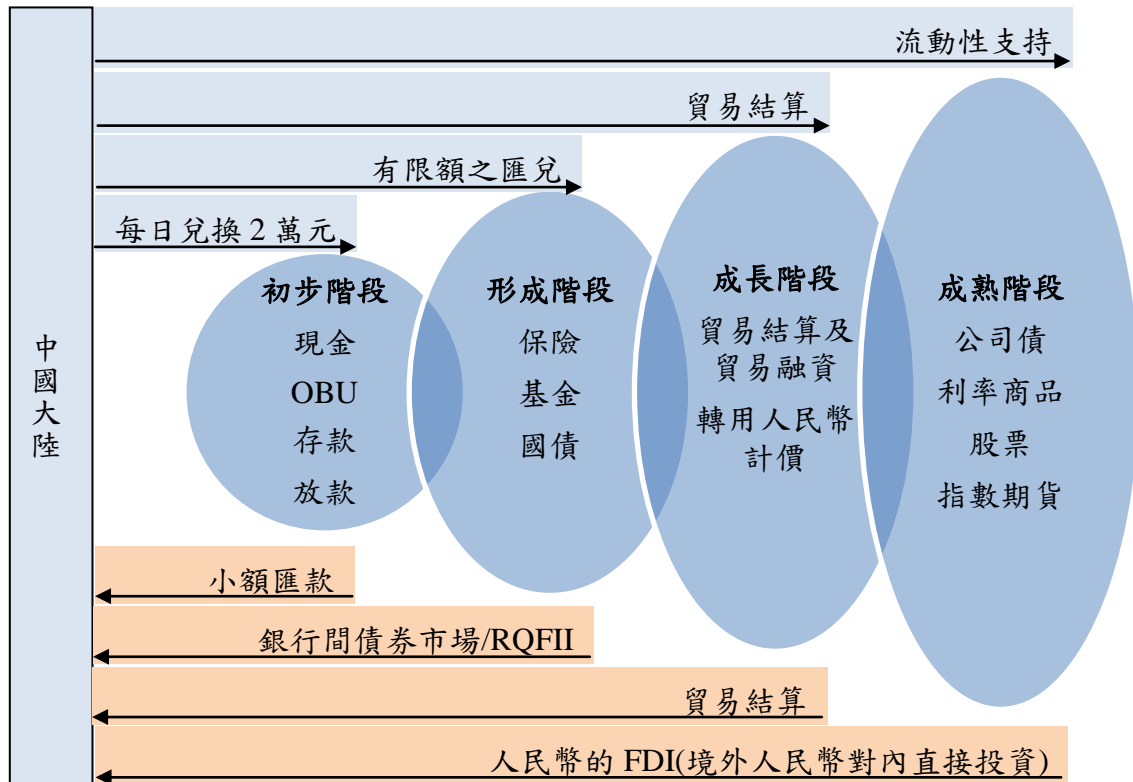 流動性支持
貿易結算
有限額之匯兌
每日兌換2萬元
中
國
大
陸
初步階段
現金
OBU
存款
放款
形成階段
保險
基金
國債
成長階段
貿易結算及
貿易融資
轉用人民幣
計價
成熟階段
公司債
利率商品
股票
指數期貨
小額匯款
銀行間債券市場/RQFII
貿易結算
人民幣的 FDI(境外人民幣對內直接投資)